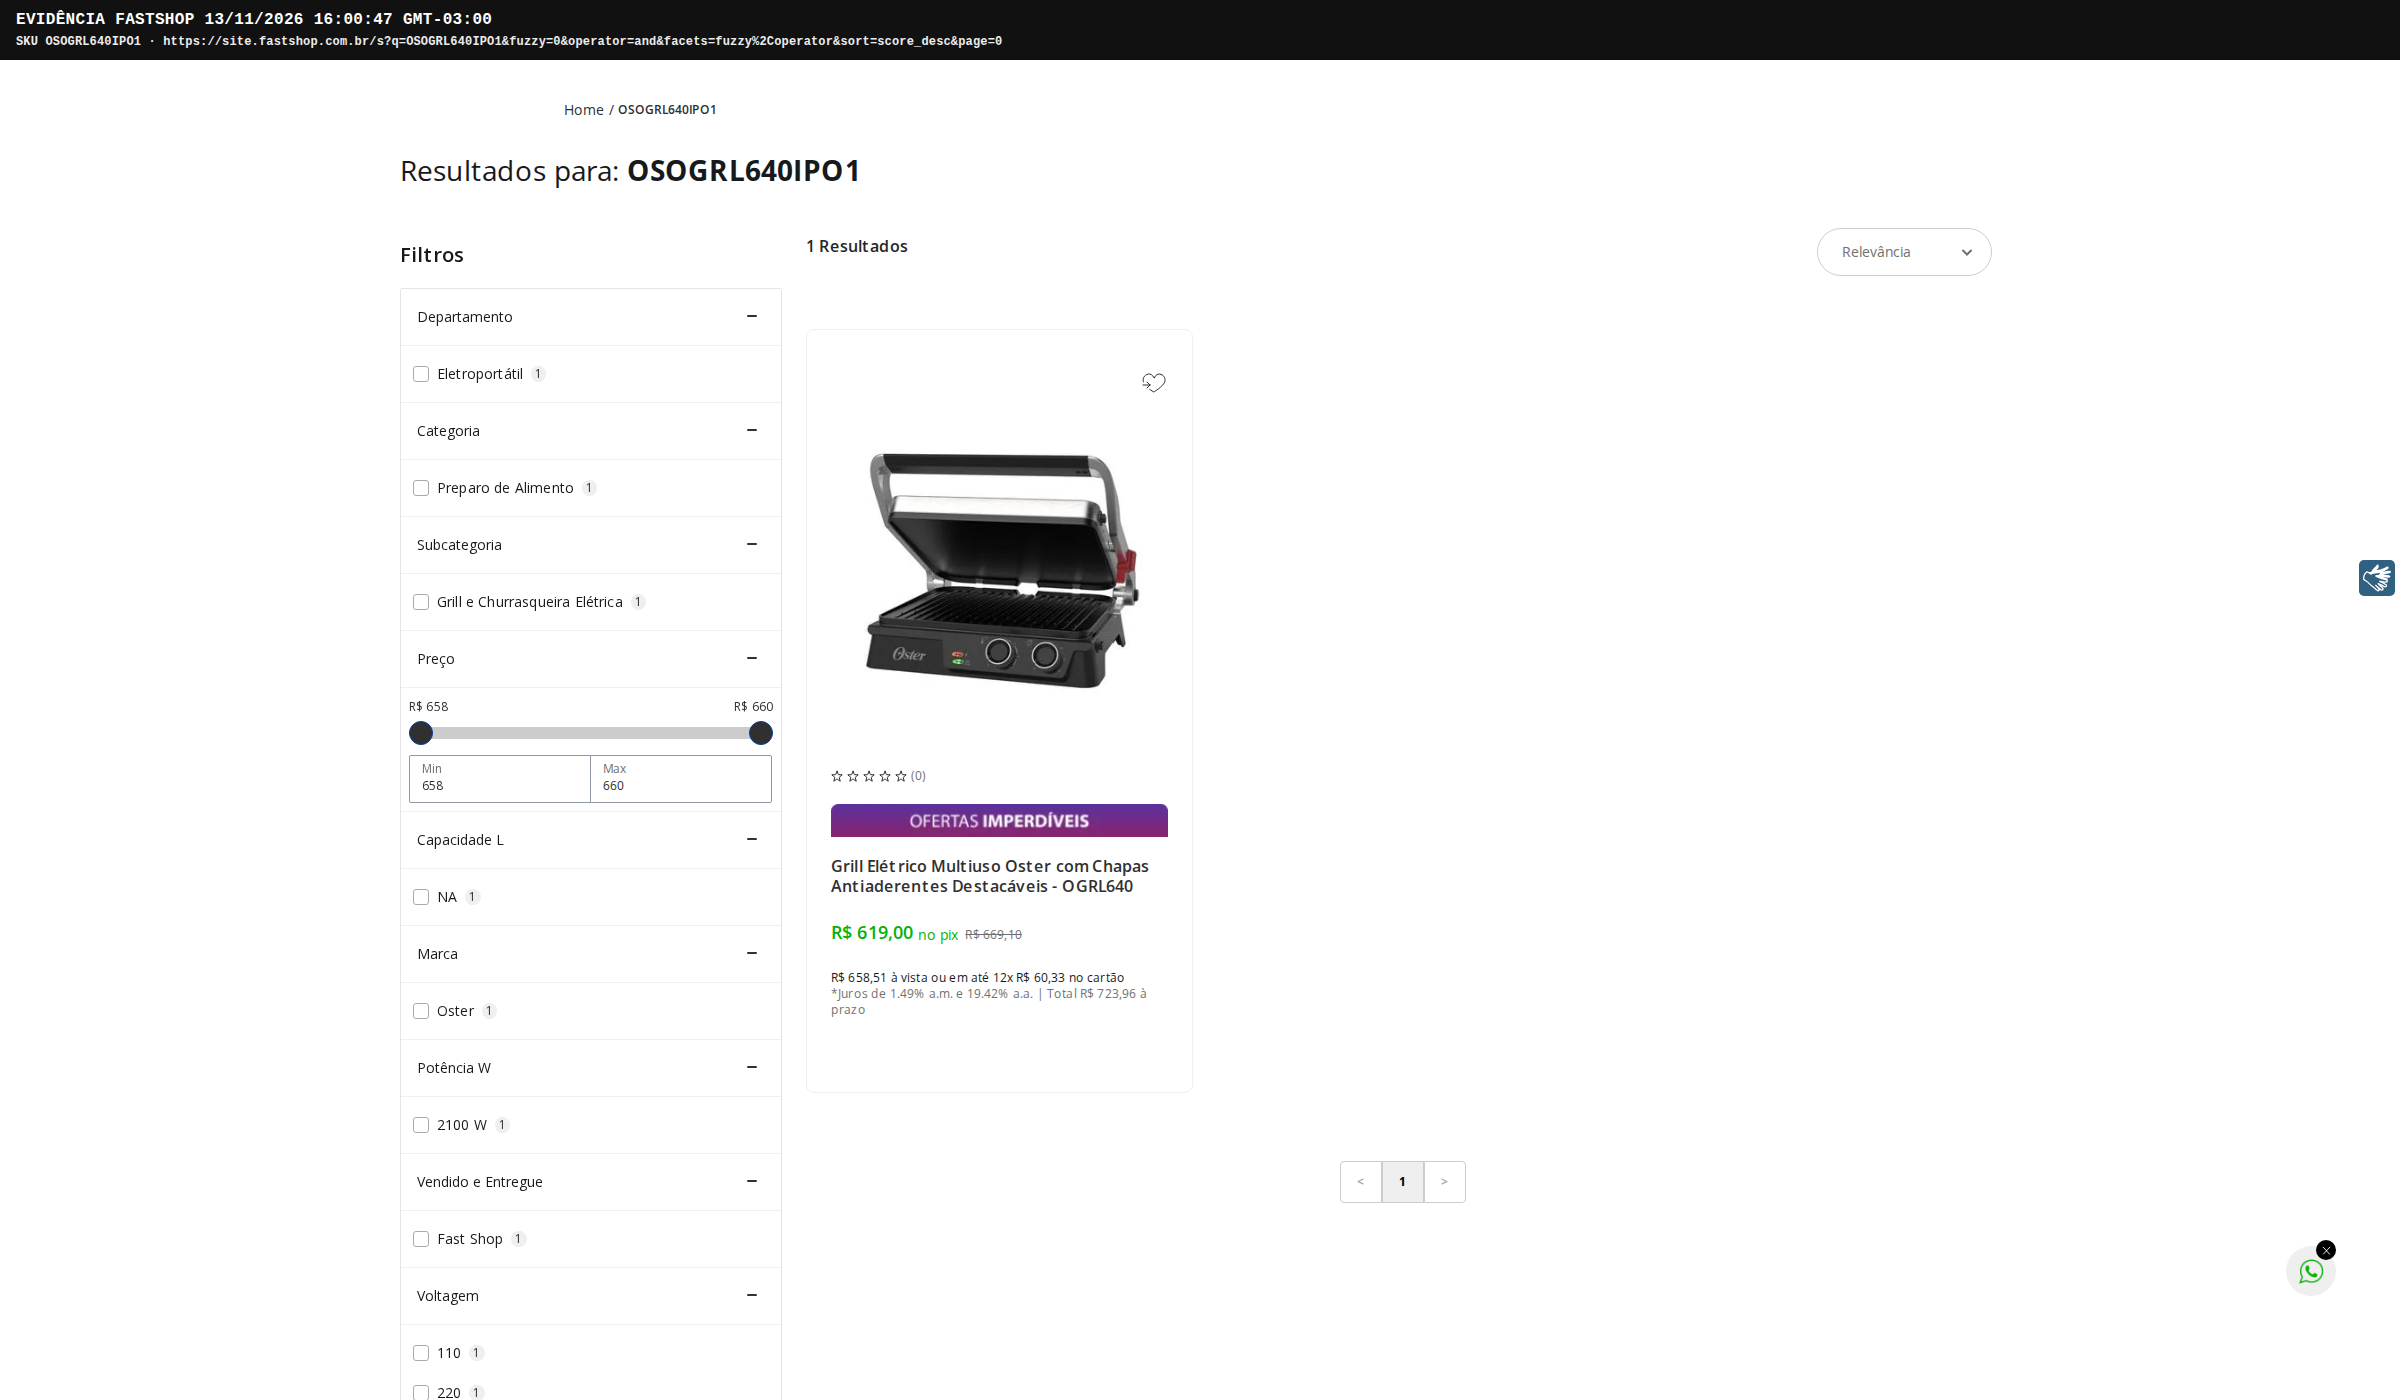 EVIDÊNCIA FASTSHOP 13/11/2026 16:00:47 GMT-03:00
SKU OSOGRL640IPO1 · https://site.fastshop.com.br/s?q=OSOGRL640IPO1&fuzzy=0&operator=and&facets=fuzzy%2Coperator&sort=score_desc&page=0
Home / OSOGRL640IPO1
Resultados para: OSOGRL640IPO1
Filtros
1 Resultados
Relevância
Departamento
Eletroportátil 1
Categoria
Preparo de Alimento 1
Subcategoria
Grill e Churrasqueira Elétrica 1
Preço
R$ 658 R$ 660
Min
658
Max
660
Capacidade L
NA 1
Marca
Oster 1
Potência W
2100 W 1
Vendido e Entregue
Fast Shop 1
Voltagem
110 1
220 1
Oster
(0)
OFERTAS IMPERDÍVEIS
Grill Elétrico Multiuso Oster com Chapas
Antiaderentes Destacáveis - OGRL640
R$ 619,00 no pix R$ 669,10
R$ 658,51 à vista ou em até 12x R$ 60,33 no cartão
*Juros de 1.49% a.m. e 19.42% a.a. | Total R$ 723,96 à
prazo
< 1 >